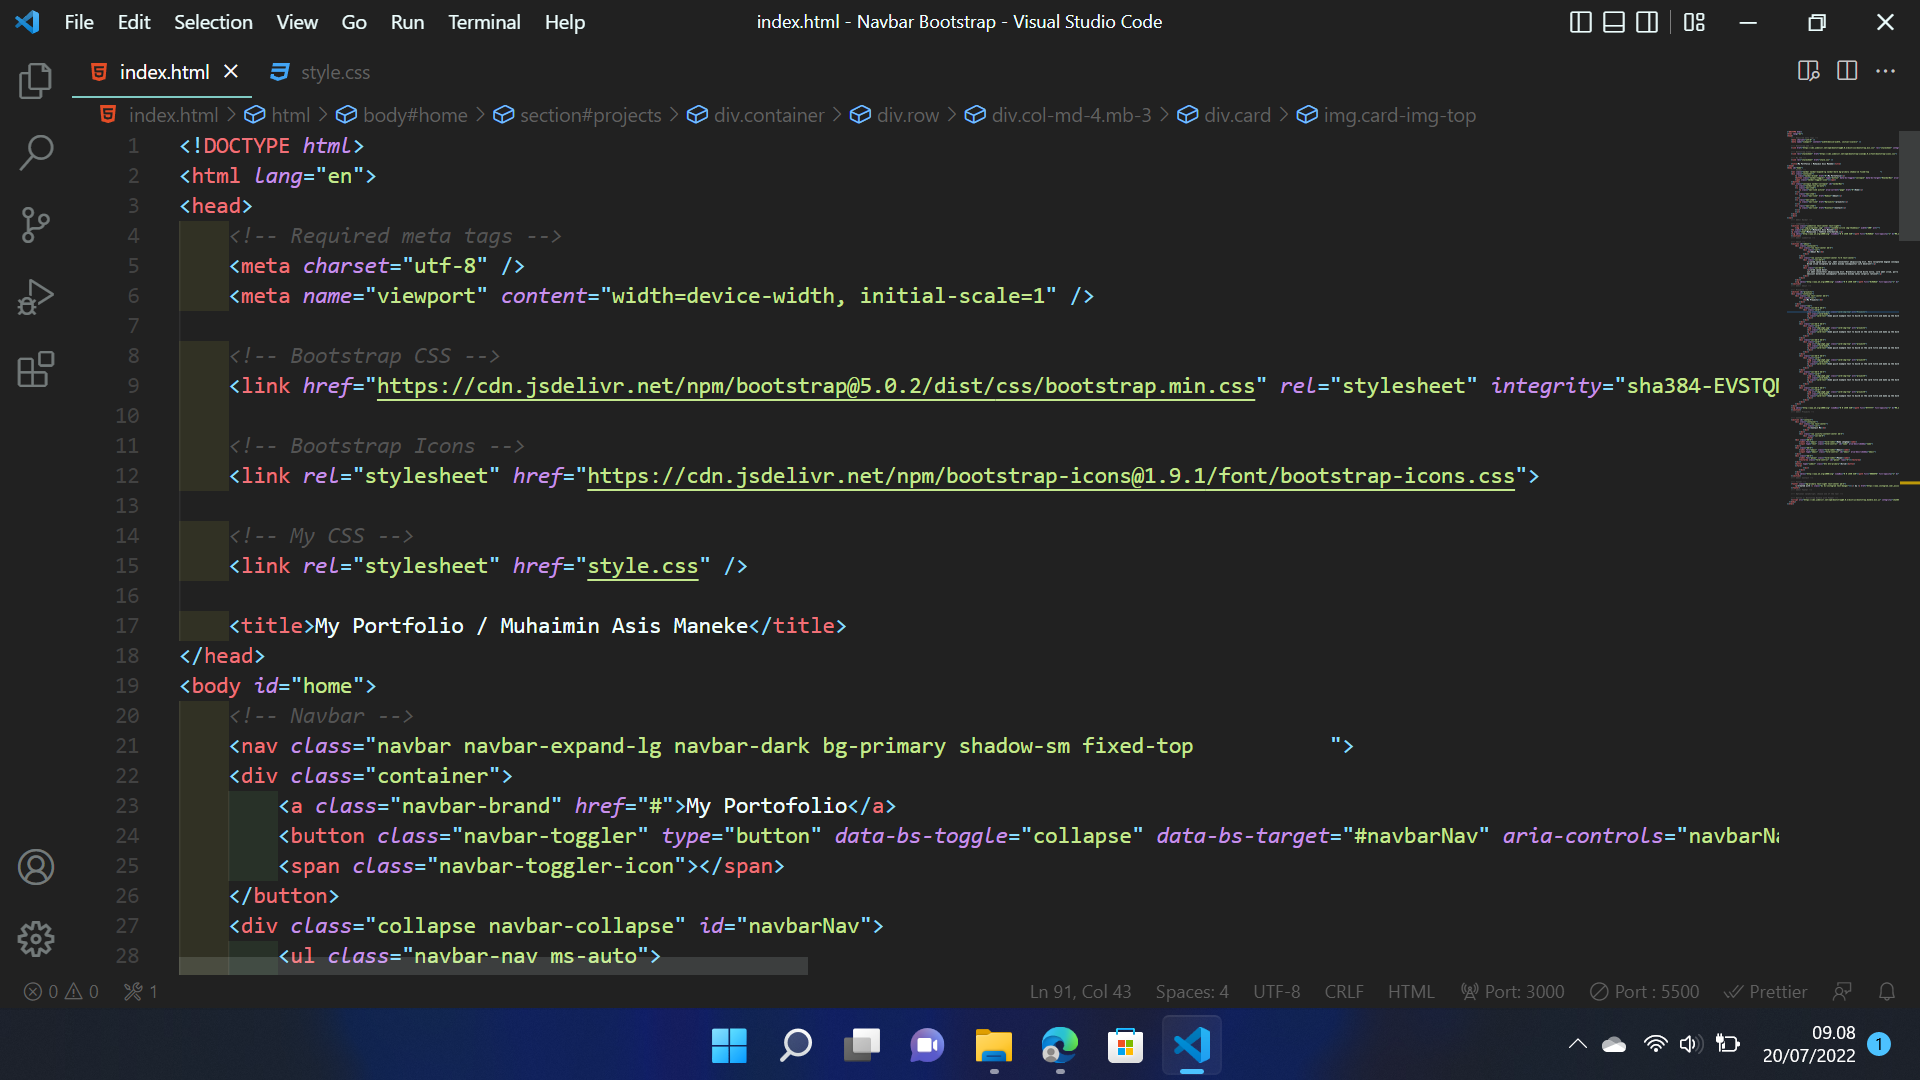 File Edit Selection View Go Run Terminal Help index.html - Navbar Bootstrap - Visual Studio Code
index.html style.css
index.html > html > body#home > section#projects > div.container > div.row > div.col-md-4.mb-3 > div.card > img.card-img-top
1 <!DOCTYPE html>
2 <html lang="en">
3 <head>
4 <!-- Required meta tags -->
5 <meta charset="utf-8" />
6 <meta name="viewport" content="width=device-width, initial-scale=1" />
7
8 <!-- Bootstrap CSS -->
9 <link href="https://cdn.jsdelivr.net/npm/bootstrap@5.0.2/dist/css/bootstrap.min.css" rel="stylesheet" integrity="sha384-EVSTQ
10
11 <!-- Bootstrap Icons -->
12 <link rel="stylesheet" href="https://cdn.jsdelivr.net/npm/bootstrap-icons@1.9.1/font/bootstrap-icons.css">
13
14 <!-- My CSS -->
15 <link rel="stylesheet" href="style.css" />
16
17 <title>My Portfolio / Muhaimin Asis Maneke</title>
18 </head>
19 <body id="home">
20 <!-- Navbar -->
21 <nav class="navbar navbar-expand-lg navbar-dark bg-primary shadow-sm fixed-top           ">
22 <div class="container">
23 <a class="navbar-brand" href="#">My Portofolio</a>
24 <button class="navbar-toggler" type="button" data-bs-toggle="collapse" data-bs-target="#navbarNav" aria-controls="navbarNa
25 <span class="navbar-toggler-icon"></span>
26 </button>
27 <div class="collapse navbar-collapse" id="navbarNav">
28 <ul class="navbar-nav ms-auto">
0 0 1 Ln 91, Col 43 Spaces: 4 UTF-8 CRLF HTML Port: 3000 Port : 5500 Prettier
09.08
20/07/2022 1